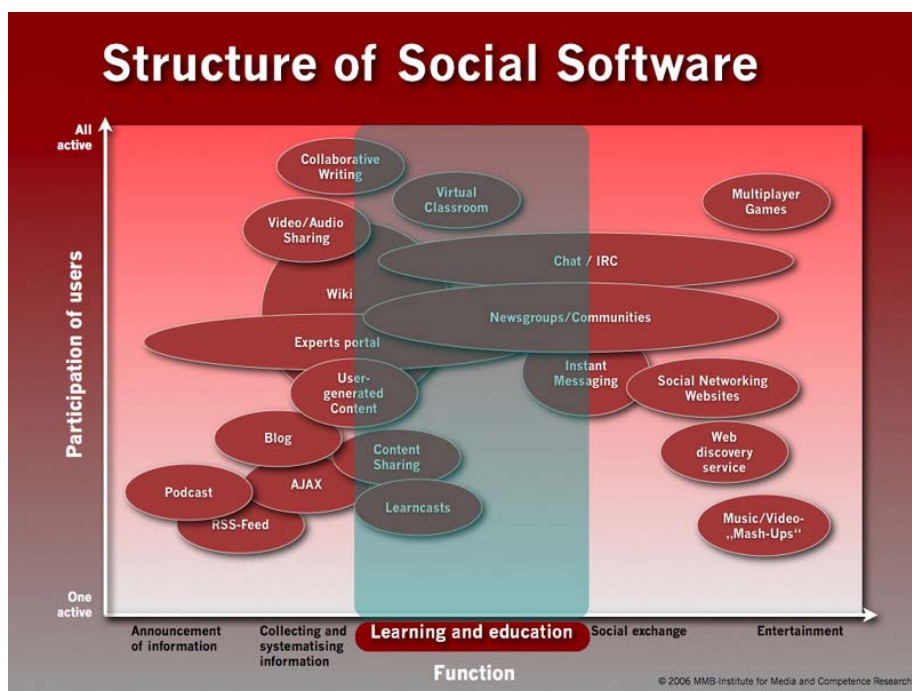 Structure of Social Software
All
active
Participation of users
One
active
Collaborative
Writing
Virtual
Classroom
Multiplayer
Games
Video/Audio
Sharing
Chat / IRC
Wiki
Newsgroups/Communities
Experts portal
Instant
Messaging
User-
generated
Content
Social Networking
Websites
Blog
Content
Sharing
Web
discovery
service
Podcast
AJAX
Learncasts
RSS-Feed
Music/Video-
„Mash-Ups“
Announcement
of information
Collecting and
systematising
information
Learning and education
Social exchange
Entertainment
Function
© 2006 MMB-Institute for Media and Competence Research